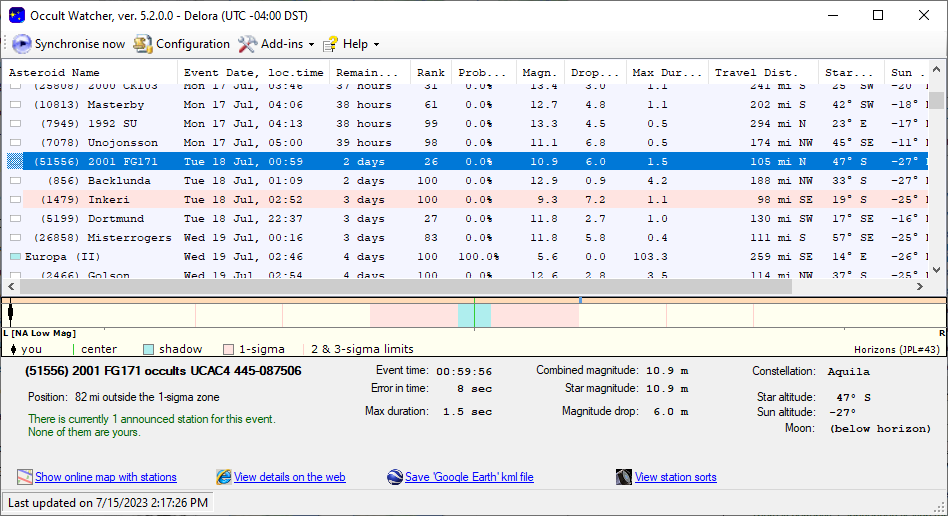 Occult Watcher, ver. 5.2.0.0 - Delora (UTC -04:00 DST)
Synchronise now Configuration Add-ins Help
Asteroid Name Event Date, loc.time Remain... Rank Prob... Magn. Drop... Max Dur... Travel Dist. Star... Sun .
(25808) 2000 CK103 Mon 17 Jul, 03:46 37 hours 31 0.0% 13.4 3.0 1.1 241 mi S 25° SW -20°
(10813) Masterby Mon 17 Jul, 04:06 38 hours 61 0.0% 12.7 4.8 1.1 202 mi S 42° SW -18°
(7949) 1992 SU Mon 17 Jul, 04:13 38 hours 99 0.0% 13.3 4.5 0.5 294 mi N 23° E -17°
(7078) Unojonsson Mon 17 Jul, 05:00 39 hours 98 0.0% 11.1 6.8 0.5 174 mi NW 45° SE -11°
(51556) 2001 FG171 Tue 18 Jul, 00:59 2 days 26 0.0% 10.9 6.0 1.5 105 mi N 47° S -27°
(856) Backlunda Tue 18 Jul, 01:09 2 days 100 0.0% 12.9 0.9 4.2 188 mi NW 33° S -27°
(1479) Inkeri Tue 18 Jul, 02:52 3 days 100 0.0% 9.3 7.2 1.1 98 mi SE 19° S -25°
(5199) Dortmund Tue 18 Jul, 22:37 3 days 27 0.0% 11.8 2.7 1.0 130 mi SW 17° SE -16°
(26858) Misterrogers Wed 19 Jul, 00:16 3 days 83 0.0% 11.8 5.8 0.4 111 mi S 57° SE -25°
Europa (II) Wed 19 Jul, 02:46 4 days 100 100.0% 5.6 0.0 103.3 259 mi SE 14° E -26°
(2466) Golson Wed 19 Jul, 02:54 4 days 100 0.0% 12.6 2.8 3.5 114 mi NW 37° S -25°
L [NA Low Mag] R
you center shadow 1-sigma 2 & 3-sigma limits Horizons (JPL#43)
(51556) 2001 FG171 occults UCAC4 445-087506
Position: 82 mi outside the 1-sigma zone
There is currently 1 announced station for this event.
None of them are yours.
Event time: 00:59:56
Error in time: 8 sec
Max duration: 1.5 sec
Combined magnitude: 10.9 m
Star magnitude: 10.9 m
Magnitude drop: 6.0 m
Constellation: Aquila
Star altitude: 47° S
Sun altitude: -27°
Moon: (below horizon)
Show online map with stations View details on the web Save 'Google Earth' kml file View station sorts
Last updated on 7/15/2023 2:17:26 PM